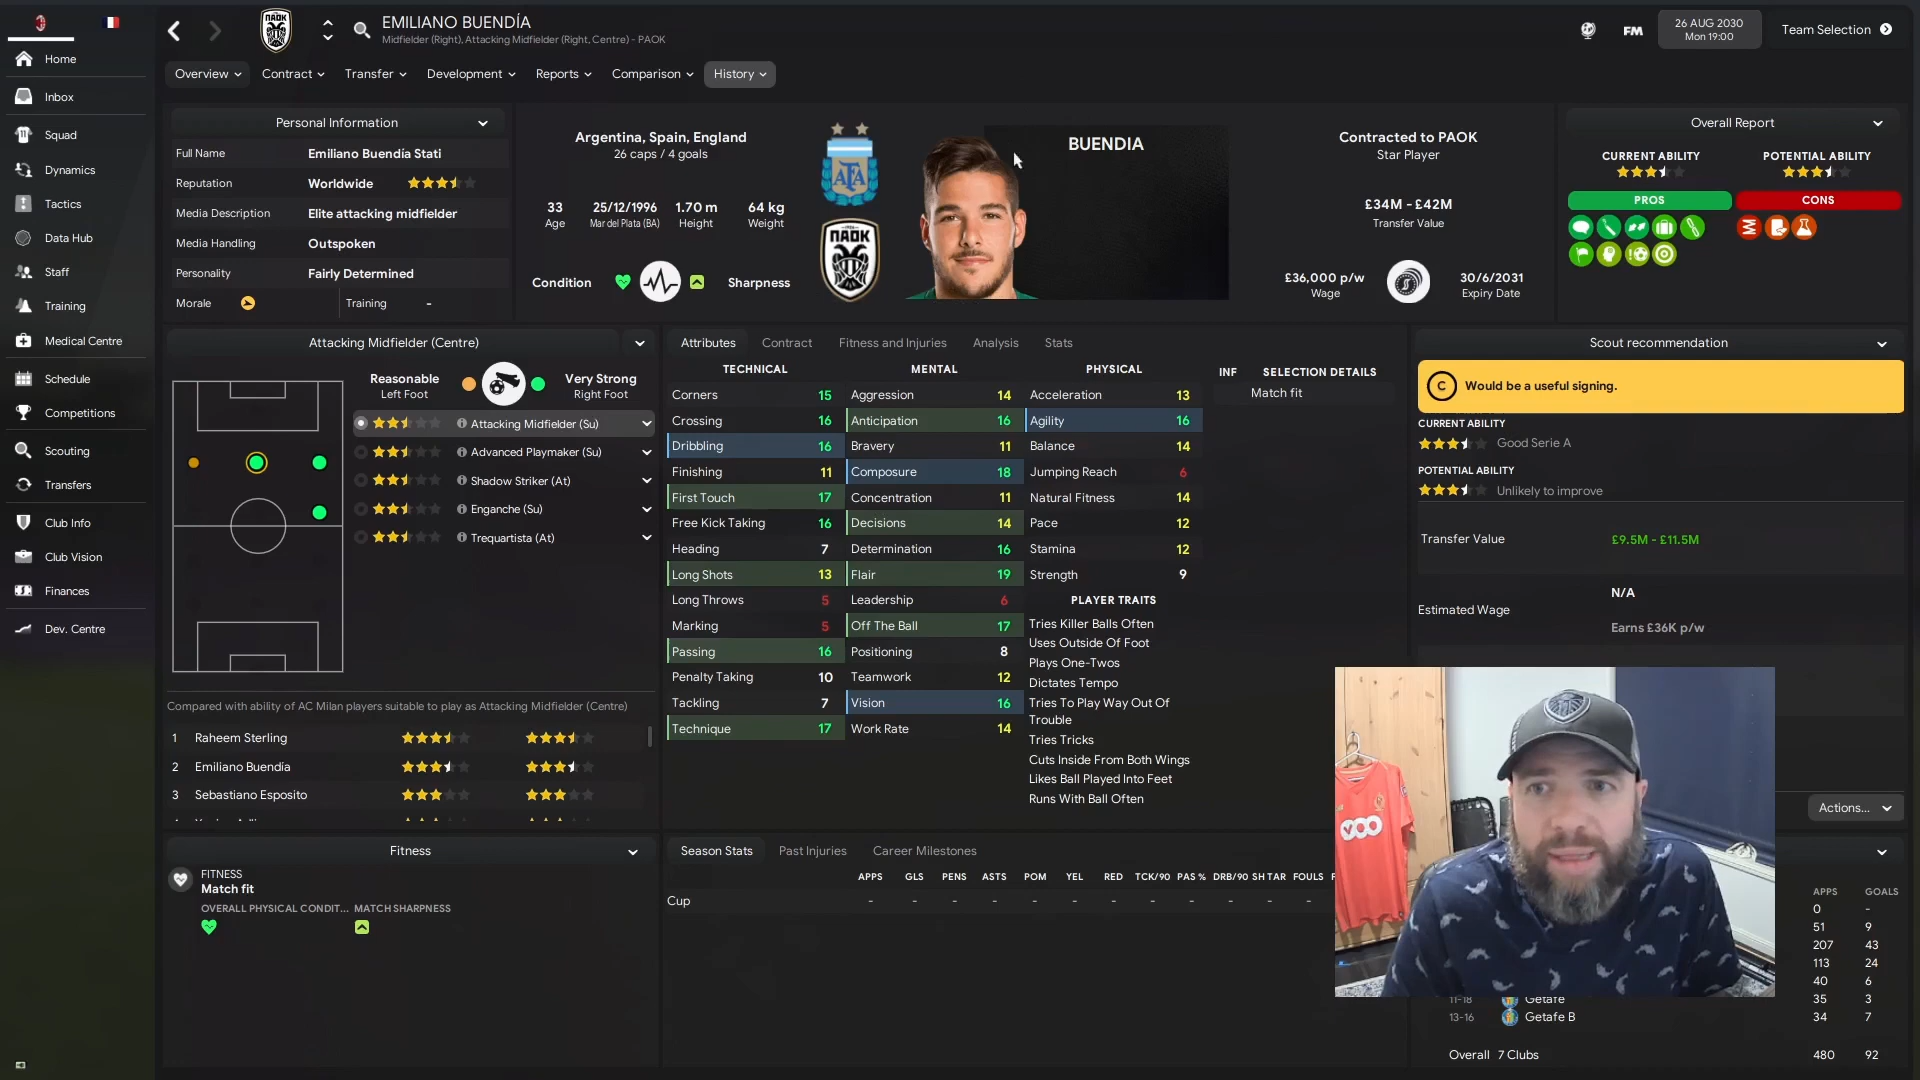 EMILIANO BUENDÍA
Midfielder (Right), Attacking Midfielder (Right, Centre) - PAOK
FM
26 AUG 2030
Mon 19:00
Team Selection
Overview
Contract
Transfer
Development
Reports
Comparison
History
Home
Inbox
Squad
Dynamics
Tactics
Data Hub
Staff
Training
Medical Centre
Schedule
Competitions
Scouting
Transfers
Club Info
Club Vision
Finances
Dev. Centre
Personal Information
Full Name Emiliano Buendía Stati
Reputation Worldwide
Media Description Elite attacking midfielder
Media Handling Outspoken
Personality Fairly Determined
Morale Training -
Argentina, Spain, England
26 caps / 4 goals
33 25/12/1996 1.70 m 64 kg
Age Mar del Plata (BA) Height Weight
Condition Sharpness
AFA
ΠΑΟΚ
BUENDIA
Contracted to PAOK
Star Player
£34M - £42M
Transfer Value
£36,000 p/w 30/6/2031
Wage Expiry Date
Overall Report
CURRENT ABILITY POTENTIAL ABILITY
PROS CONS
Attacking Midfielder (Centre)
Reasonable Very Strong
Left Foot Right Foot
Attacking Midfielder (Su)
Advanced Playmaker (Su)
Shadow Striker (At)
Enganche (Su)
Trequartista (At)
Compared with ability of AC Milan players suitable to play as Attacking Midfielder (Centre)
1 Raheem Sterling
2 Emiliano Buendía
3 Sebastiano Esposito
Fitness
FITNESS
Match fit
OVERALL PHYSICAL CONDIT... MATCH SHARPNESS
Attributes Contract Fitness and Injuries Analysis Stats
TECHNICAL MENTAL PHYSICAL
Corners 15 Aggression 14 Acceleration 13
Crossing 16 Anticipation 16 Agility 16
Dribbling 16 Bravery 11 Balance 14
Finishing 11 Composure 18 Jumping Reach 6
First Touch 17 Concentration 11 Natural Fitness 14
Free Kick Taking 16 Decisions 14 Pace 12
Heading 7 Determination 16 Stamina 12
Long Shots 13 Flair 19 Strength 9
Long Throws 5 Leadership 6
Marking 5 Off The Ball 17
Passing 16 Positioning 8
Penalty Taking 10 Teamwork 12
Tackling 7 Vision 16
Technique 17 Work Rate 14
PLAYER TRAITS
Tries Killer Balls Often
Uses Outside Of Foot
Plays One-Twos
Dictates Tempo
Tries To Play Way Out Of
Trouble
Tries Tricks
Cuts Inside From Both Wings
Likes Ball Played Into Feet
Runs With Ball Often
INF SELECTION DETAILS
Match fit
Season Stats Past Injuries Career Milestones
APPS GLS PENS ASTS POM YEL RED TCK/90 PAS % DRB/90 SH TAR FOULS
Cup - - - - - - - - - - - -
Scout recommendation
C Would be a useful signing.
CURRENT ABILITY
Good Serie A
POTENTIAL ABILITY
Unlikely to improve
Transfer Value £9.5M - £11.5M
N/A
Estimated Wage
Earns £36K p/w
Actions...
VOO
APPS GOALS
0 -
51 9
207 43
113 24
40 6
11-18 Getafe 35 3
13-16 Getafe B 34 7
Overall 7 Clubs 480 92